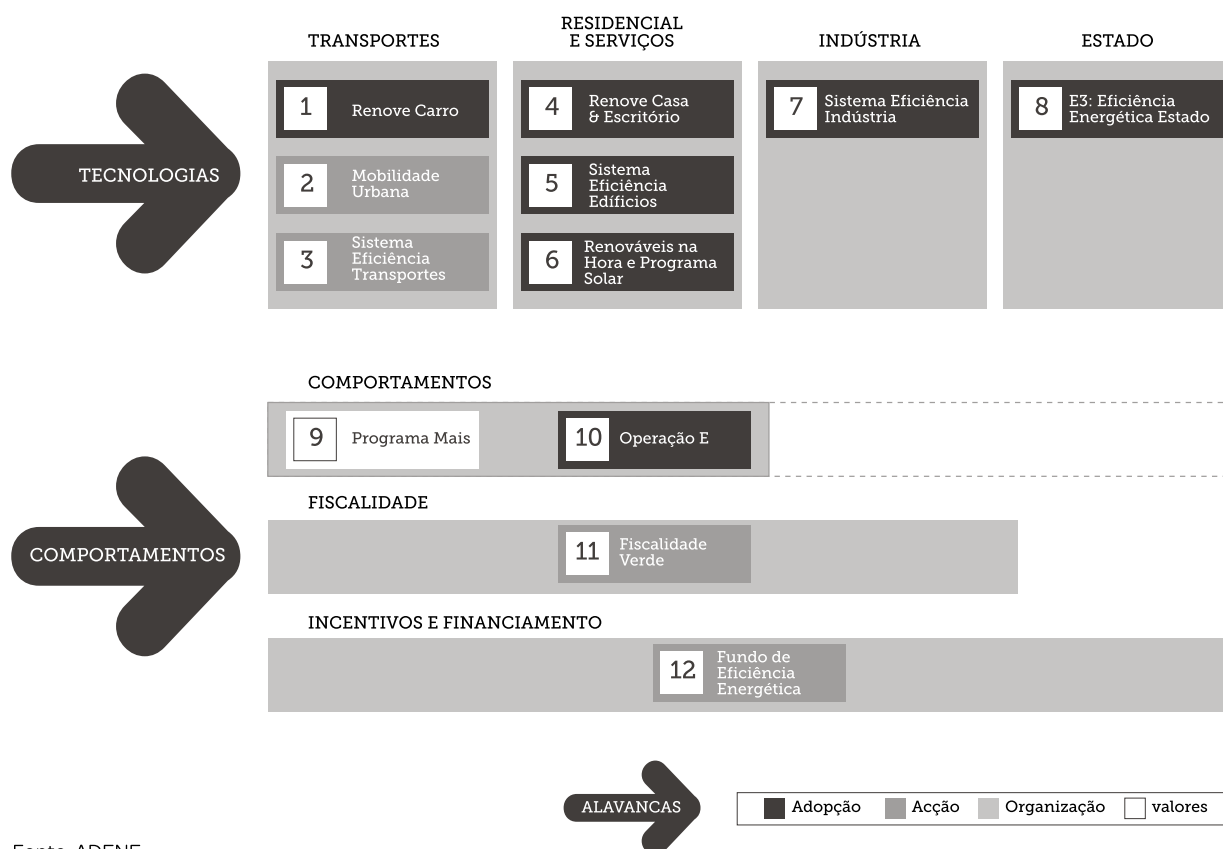 TRANSPORTES
RESIDENCIAL
E SERVIÇOS
INDÚSTRIA
ESTADO
TECNOLOGIAS
1 Renove Carro
2 Mobilidade
Urbana
3 Sistema
Eficiência
Transportes
4 Renove Casa
& Escritório
5 Sistema
Eficiência
Edíficios
6 Renováveis na
Hora e Programa
Solar
7 Sistema Eficiência
Indústria
8 E3: Eficiência
Energética Estado
COMPORTAMENTOS
COMPORTAMENTOS
9 Programa Mais
10 Operação E
FISCALIDADE
11 Fiscalidade
Verde
INCENTIVOS E FINANCIAMENTO
12 Fundo de
Eficiência
Energética
ALAVANCAS
Adopção Acção Organização valores
Fonte: ADENE